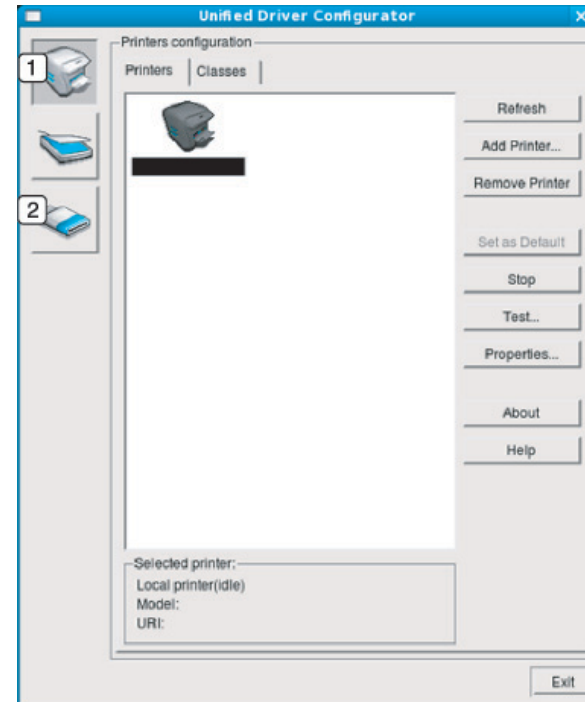 Unified Driver Configurator
1
2
Printers configuration
Printers Classes
Refresh
Add Printer...
Remove Printer
Set as Default
Stop
Test...
Properties...
About
Help
Selected printer:
Local printer(idle)
Model:
URI:
Exit